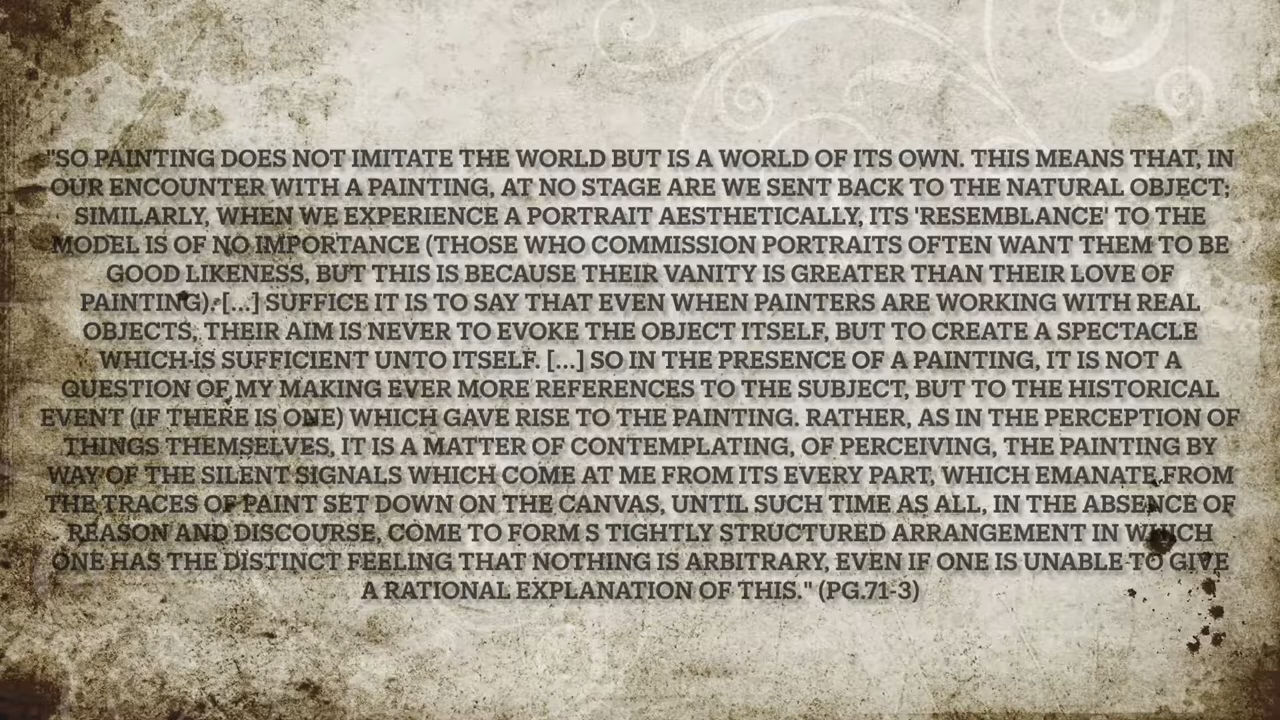 "SO PAINTING DOES NOT IMITATE THE WORLD BUT IS A WORLD OF ITS OWN. THIS MEANS THAT, IN
OUR ENCOUNTER WITH A PAINTING, AT NO STAGE ARE WE SENT BACK TO THE NATURAL OBJECT;
SIMILARLY, WHEN WE EXPERIENCE A PORTRAIT AESTHETICALLY, ITS 'RESEMBLANCE' TO THE
MODEL IS OF NO IMPORTANCE (THOSE WHO COMMISSION PORTRAITS OFTEN WANT THEM TO BE
GOOD LIKENESS, BUT THIS IS BECAUSE THEIR VANITY IS GREATER THAN THEIR LOVE OF
PAINTING). [...] SUFFICE IT IS TO SAY THAT EVEN WHEN PAINTERS ARE WORKING WITH REAL
OBJECTS, THEIR AIM IS NEVER TO EVOKE THE OBJECT ITSELF, BUT TO CREATE A SPECTACLE
WHICH IS SUFFICIENT UNTO ITSELF. [...] SO IN THE PRESENCE OF A PAINTING, IT IS NOT A
QUESTION OF MY MAKING EVER MORE REFERENCES TO THE SUBJECT, BUT TO THE HISTORICAL
EVENT (IF THERE IS ONE) WHICH GAVE RISE TO THE PAINTING. RATHER, AS IN THE PERCEPTION OF
THINGS THEMSELVES, IT IS A MATTER OF CONTEMPLATING, OF PERCEIVING, THE PAINTING BY
WAY OF THE SILENT SIGNALS WHICH COME AT ME FROM ITS EVERY PART, WHICH EMANATE FROM
THE TRACES OF PAINT SET DOWN ON THE CANVAS, UNTIL SUCH TIME AS ALL, IN THE ABSENCE OF
REASON AND DISCOURSE, COME TO FORM S TIGHTLY STRUCTURED ARRANGEMENT IN WHICH
ONE HAS THE DISTINCT FEELING THAT NOTHING IS ARBITRARY, EVEN IF ONE IS UNABLE TO GIVE
A RATIONAL EXPLANATION OF THIS." (PG.71-3)